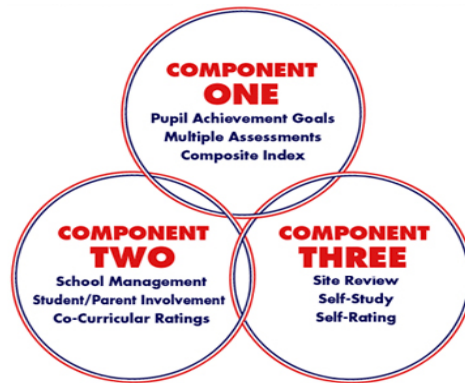 COMPONENT
ONE
Pupil Achievement Goals
Multiple Assessments
Composite Index
COMPONENT
TWO
School Management
Student/Parent Involvement
Co-Curricular Ratings
COMPONENT
THREE
Site Review
Self-Study
Self-Rating